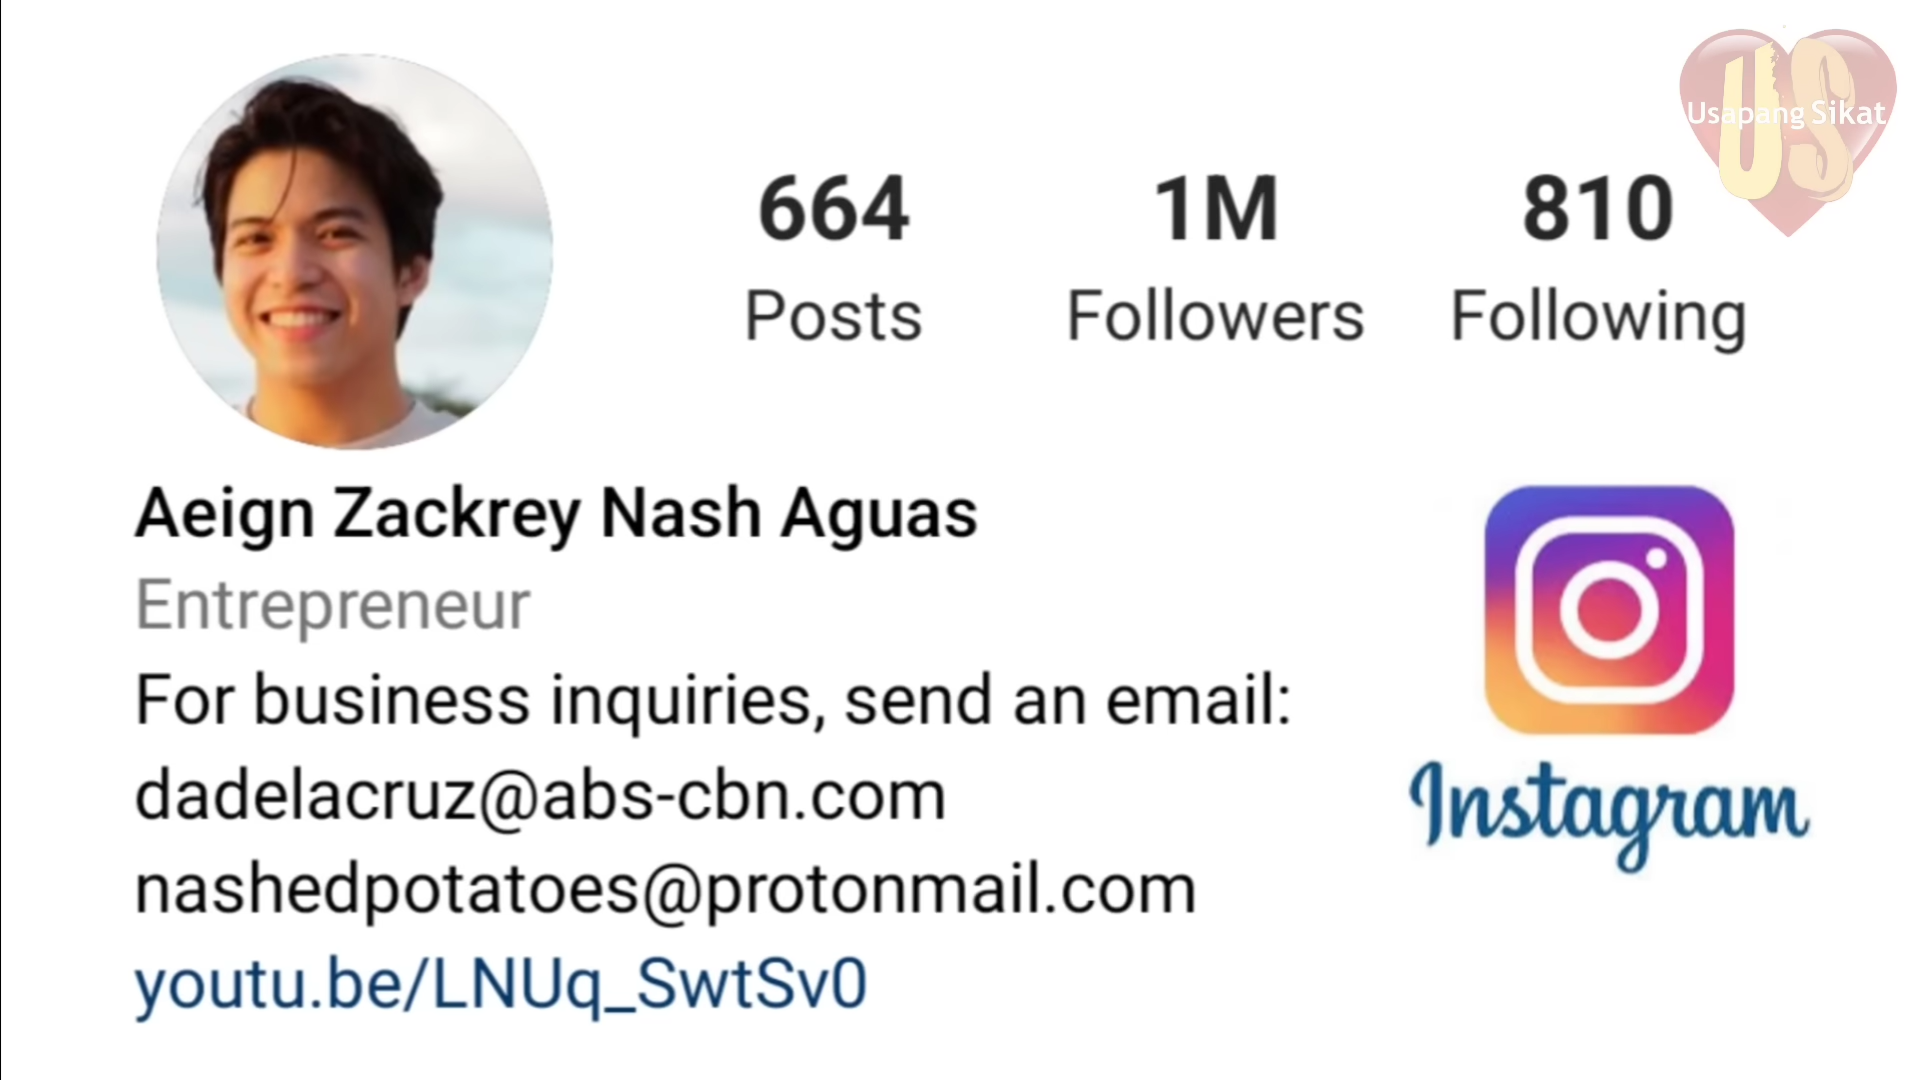 US
Usapang Sikat
664 1M 810
Posts Followers Following
Aeign Zackrey Nash Aguas
Entrepreneur
For business inquiries, send an email:
dadelacruz@abs-cbn.com
nashedpotatoes@protonmail.com
youtu.be/LNUq_SwtSv0
Instagram